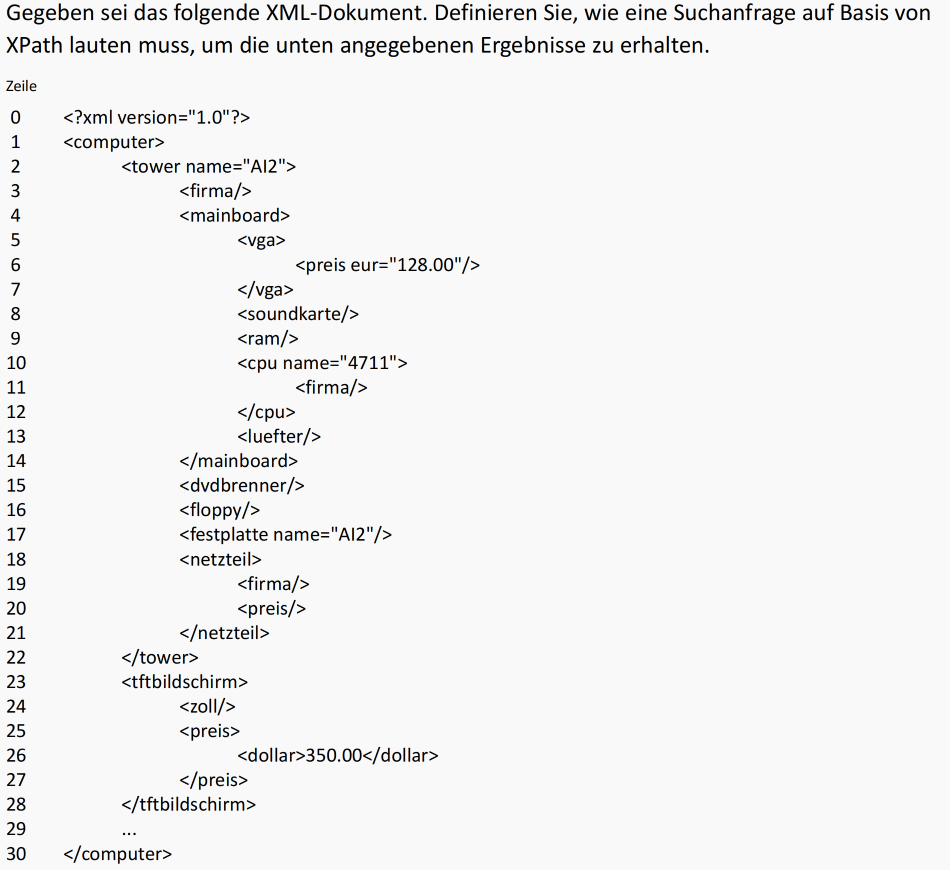 Gegeben sei das folgende XML-Dokument. Definieren Sie, wie eine Suchanfrage auf Basis von
XPath lauten muss, um die unten angegebenen Ergebnisse zu erhalten.
Zeile
0 <?xml version="1.0"?>
1 <computer>
2 <tower name="AI2">
3 <firma/>
4 <mainboard>
5 <vga>
6 <preis eur="128.00"/>
7 </vga>
8 <soundkarte/>
9 <ram/>
10 <cpu name="4711">
11 <firma/>
12 </cpu>
13 <luefter/>
14 </mainboard>
15 <dvdbrenner/>
16 <floppy/>
17 <festplatte name="AI2"/>
18 <netzteil>
19 <firma/>
20 <preis/>
21 </netzteil>
22 </tower>
23 <tftbildschirm>
24 <zoll/>
25 <preis>
26 <dollar>350.00</dollar>
27 </preis>
28 </tftbildschirm>
29 ...
30 </computer>